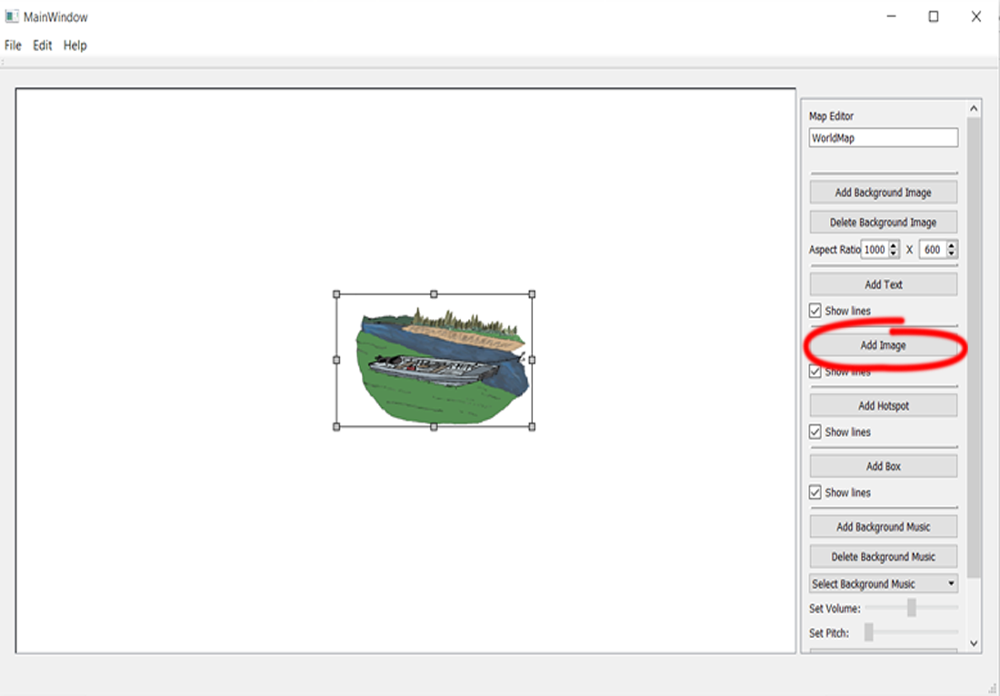 MainWindow
File Edit Help
Map Editor
WorldMap
Add Background Image
Delete Background Image
Aspect Ratio 1000 X 600
Add Text
Show lines
Add Image
Show lines
Add Hotspot
Show lines
Add Box
Show lines
Add Background Music
Delete Background Music
Select Background Music
Set Volume:
Set Pitch: